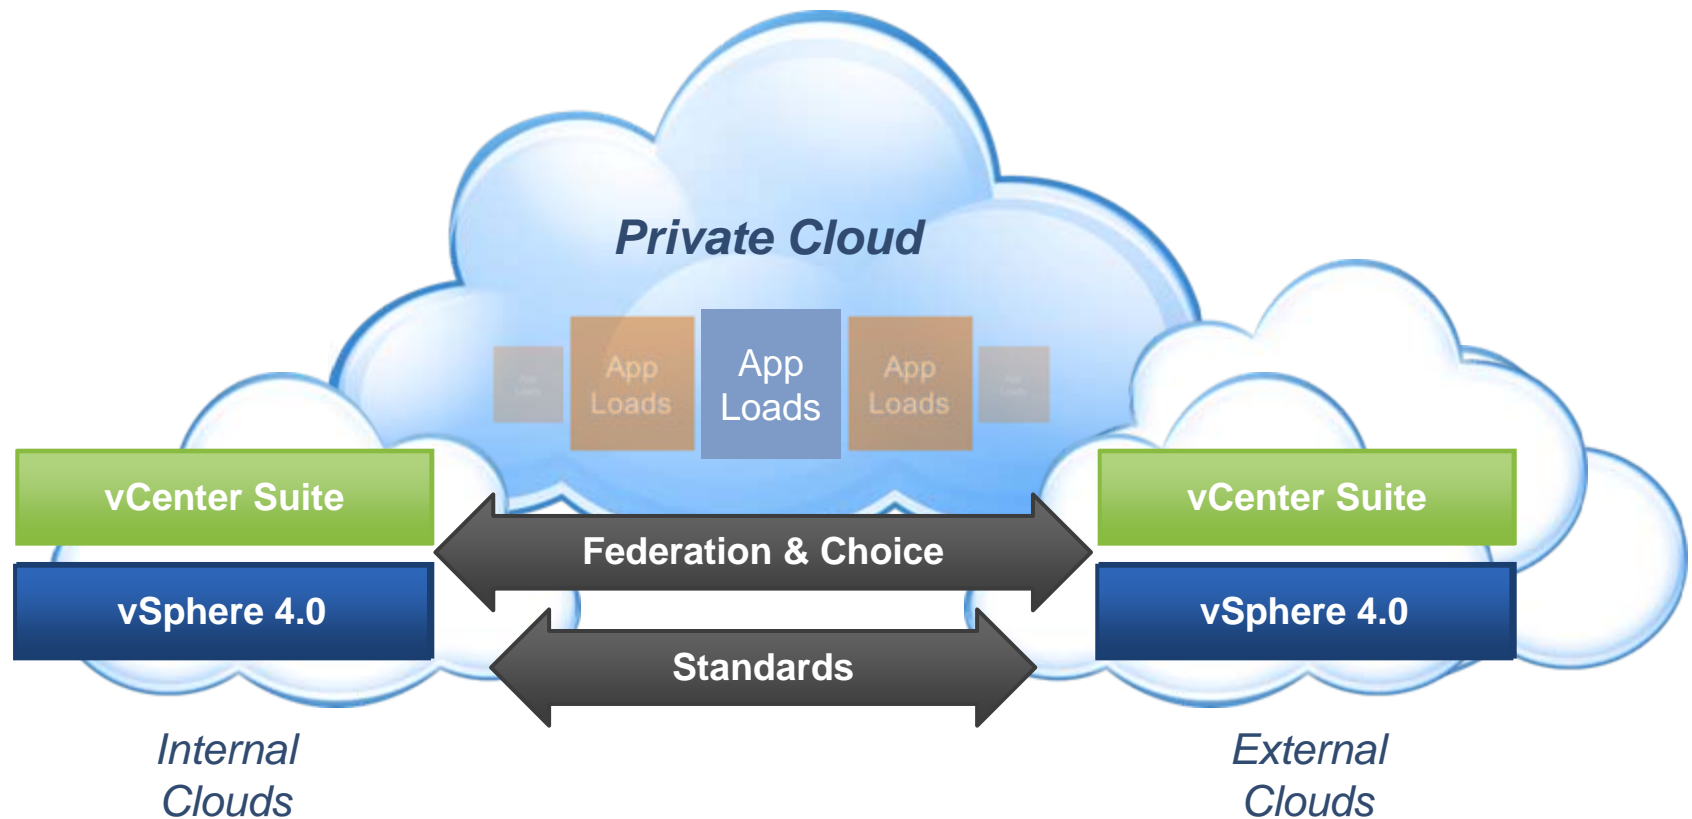 Private Cloud
App
Loads
App
Loads
App
Loads
vCenter Suite
vCenter Suite
Federation & Choice
vSphere 4.0
vSphere 4.0
Standards
Internal
Clouds
External
Clouds